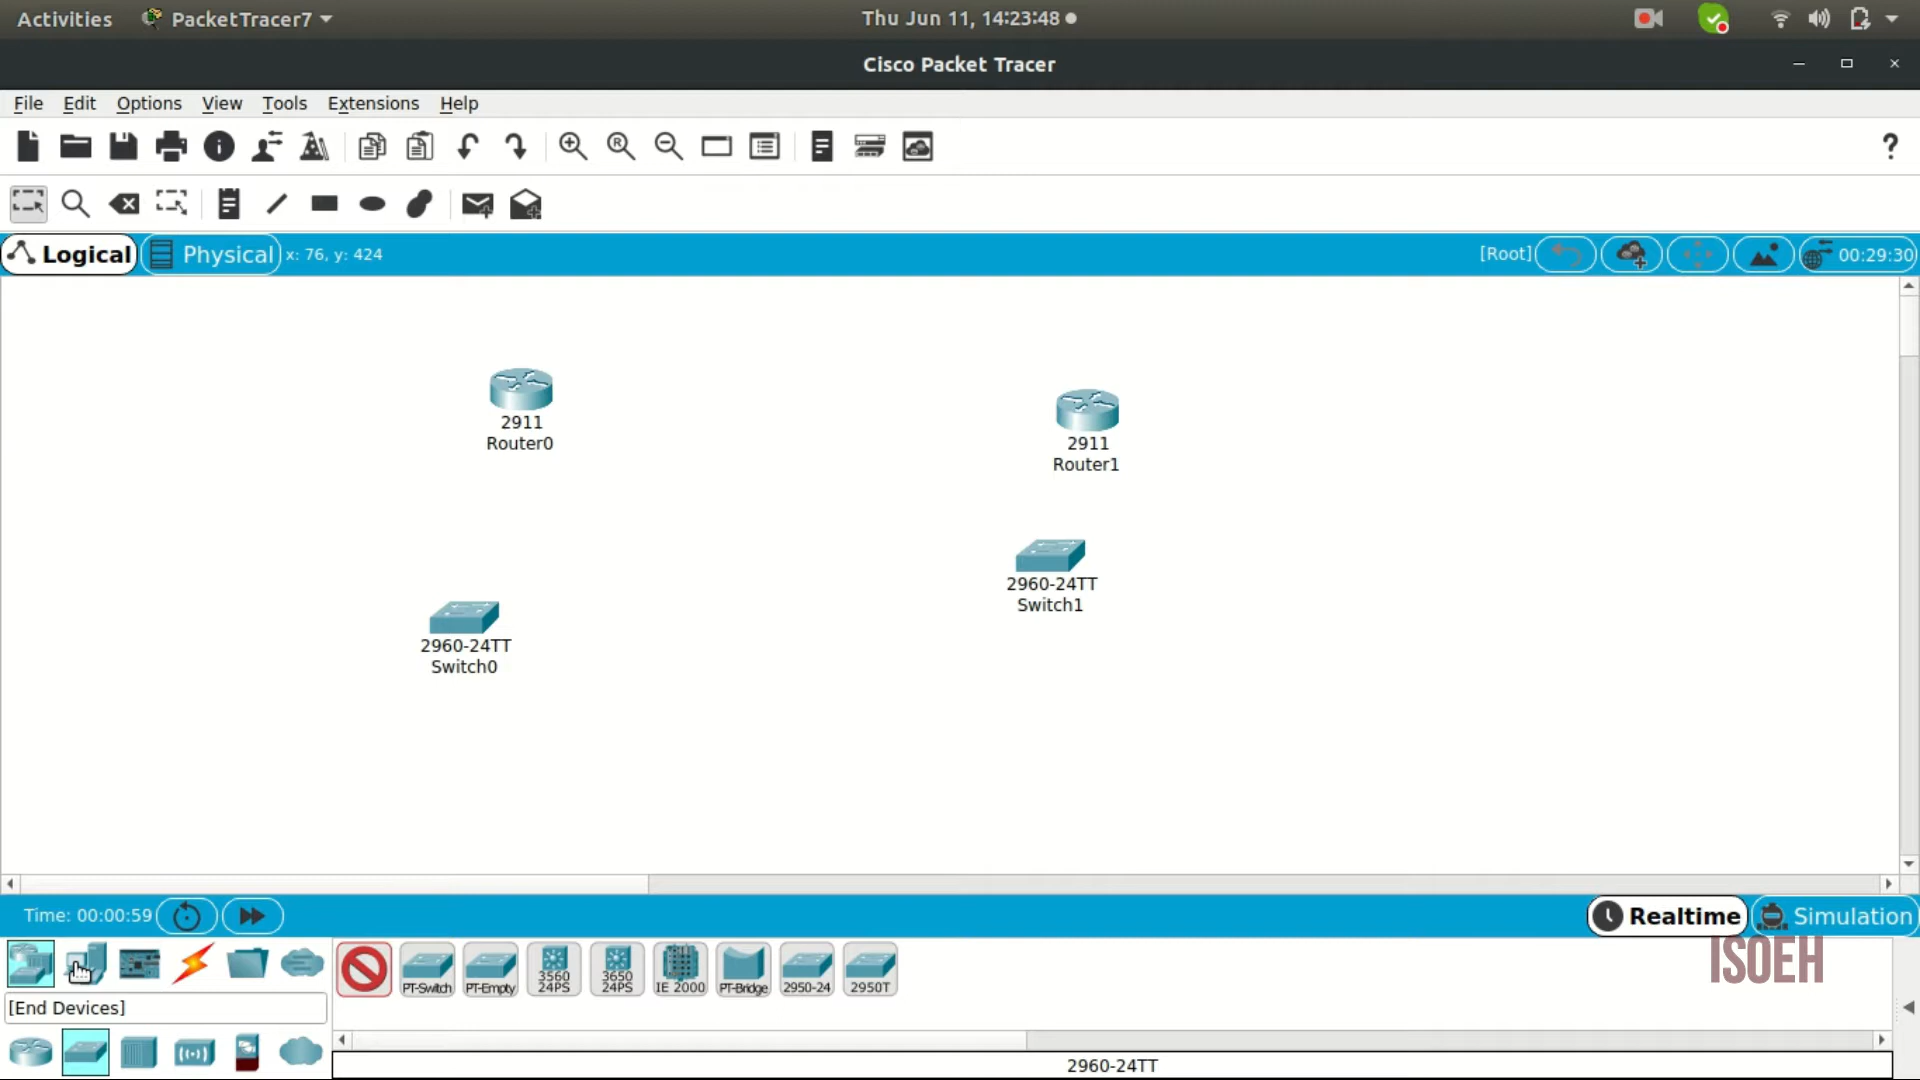 Activities PacketTracer7 Thu Jun 11, 14:23:48
Cisco Packet Tracer
File Edit Options View Tools Extensions Help
R
?
Logical Physical x: 76, y: 424 [Root] 00:29:30
2911
Router0
2911
Router1
2960-24TT
Switch1
2960-24TT
Switch0
Time: 00:00:59 Realtime Simulation
ISOEH
PT-Switch PT-Empty 3560 24PS 3650 24PS IE 2000 PT-Bridge 2950-24 2950T
[End Devices]
2960-24TT